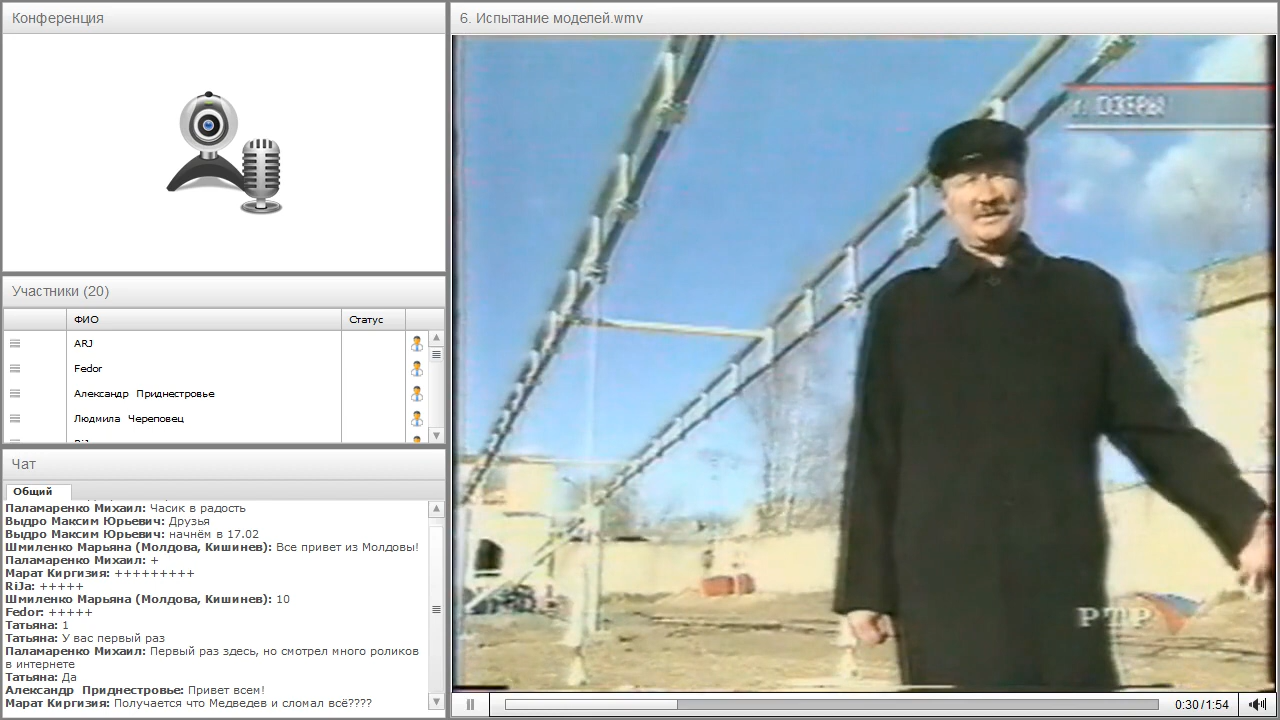 Конференция
6. Испытание моделей.wmv
г. ОЗЕРЫ
РТР
0:30 / 1:54
Участники (20)
ФИО
Статус
ARJ
Fedor
Александр Приднестровье
Людмила Череповец
RiJa
Чат
Общий
Паламаренко Михаил: Часик в радость
Выдро Максим Юрьевич: Друзья
Выдро Максим Юрьевич: начнём в 17.02
Шмиленко Марьяна (Молдова, Кишинев): Все привет из Молдовы!
Паламаренко Михаил: +
Марат Киргизия: +++++++++
RiJa: +++++
Шмиленко Марьяна (Молдова, Кишинев): 10
Fedor: +++++
Татьяна: 1
Татьяна: У вас первый раз
Паламаренко Михаил: Первый раз здесь, но смотрел много роликов
в интернете
Татьяна: Да
Александр Приднестровье: Привет всем!
Марат Киргизия: Получается что Медведев и сломал всё????